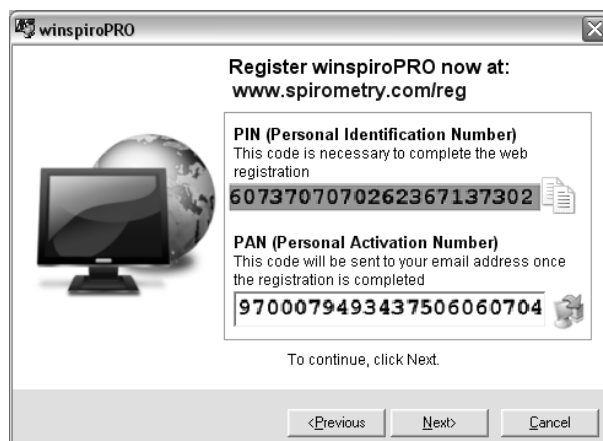 winspiroPRO
Register winspiroPRO now at:
www.spirometry.com/reg
PIN (Personal Identification Number)
This code is necessary to complete the web
registration
6073707070262367137302
PAN (Personal Activation Number)
This code will be sent to your email address once
the registration is completed
9700079493437506060704
To continue, click Next.
<Previous
Next>
Cancel